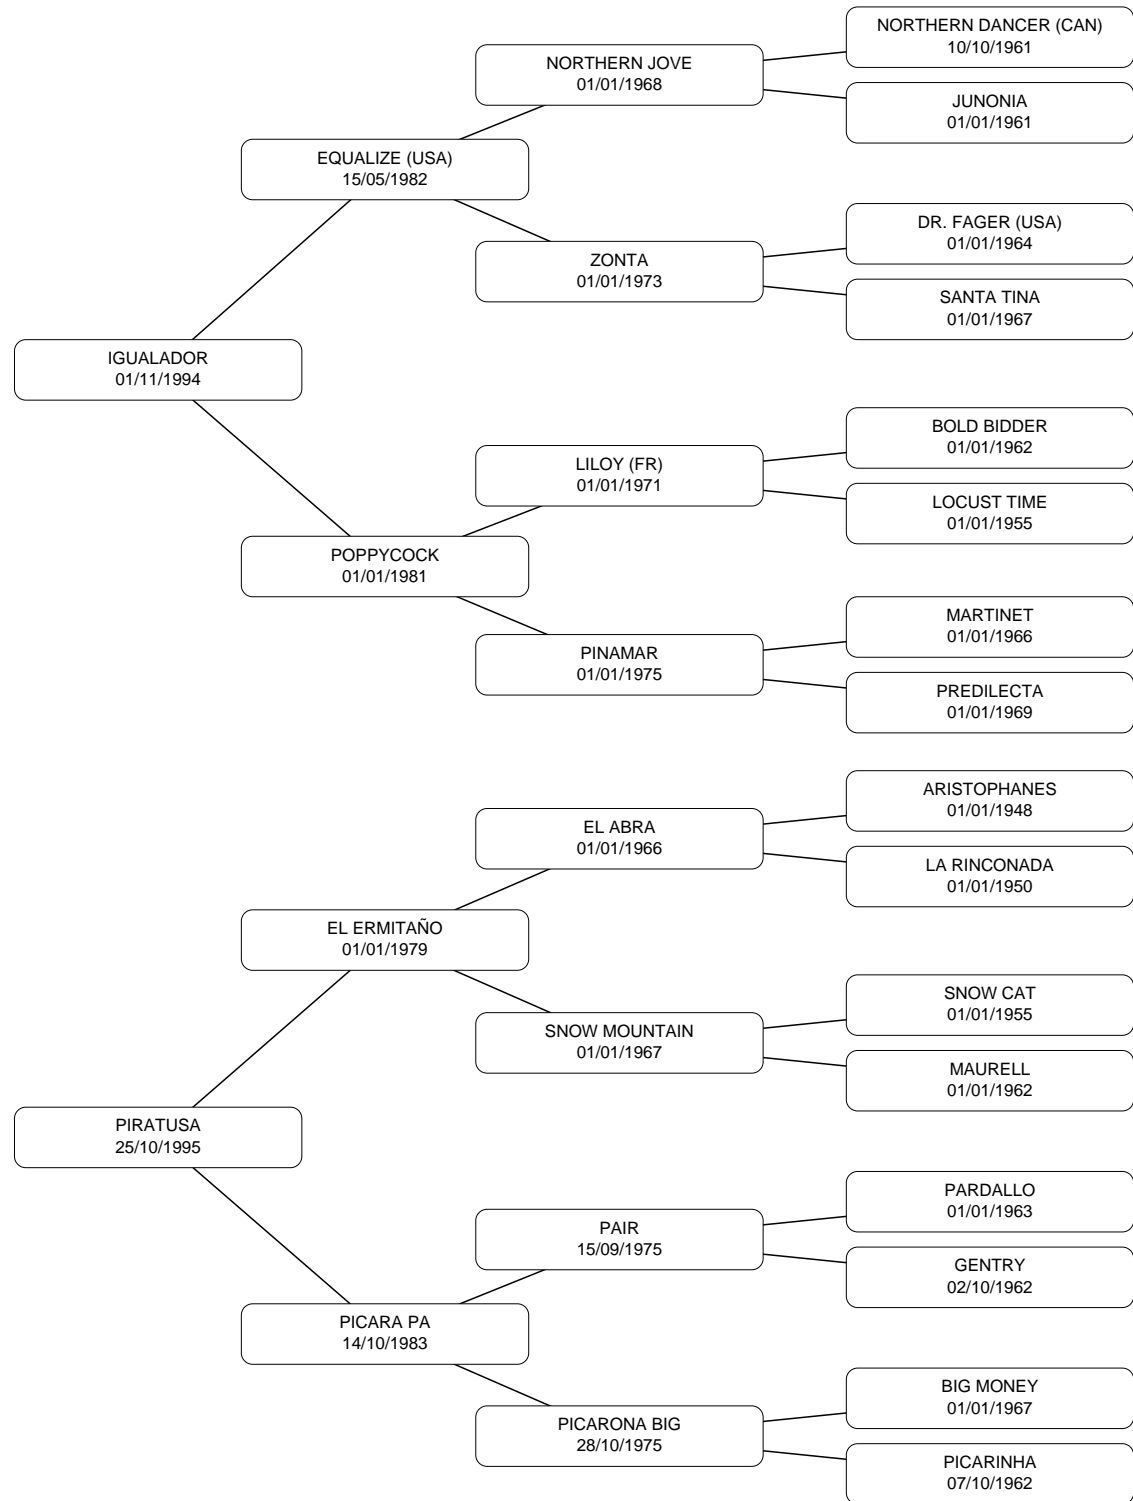 NORTHERN DANCER (CAN)
10/10/1961
NORTHERN JOVE
01/01/1968
JUNONIA
01/01/1961
EQUALIZE (USA)
15/05/1982
DR. FAGER (USA)
01/01/1964
ZONTA
01/01/1973
SANTA TINA
01/01/1967
IGUALADOR
01/11/1994
BOLD BIDDER
01/01/1962
LILOY (FR)
01/01/1971
LOCUST TIME
01/01/1955
POPPYCOCK
01/01/1981
MARTINET
01/01/1966
PINAMAR
01/01/1975
PREDILECTA
01/01/1969
ARISTOPHANES
01/01/1948
EL ABRA
01/01/1966
LA RINCONADA
01/01/1950
EL ERMITAÑO
01/01/1979
SNOW CAT
01/01/1955
SNOW MOUNTAIN
01/01/1967
MAURELL
01/01/1962
PIRATUSA
25/10/1995
PARDALLO
01/01/1963
PAIR
15/09/1975
GENTRY
02/10/1962
PICARA PA
14/10/1983
BIG MONEY
01/01/1967
PICARONA BIG
28/10/1975
PICARINHA
07/10/1962